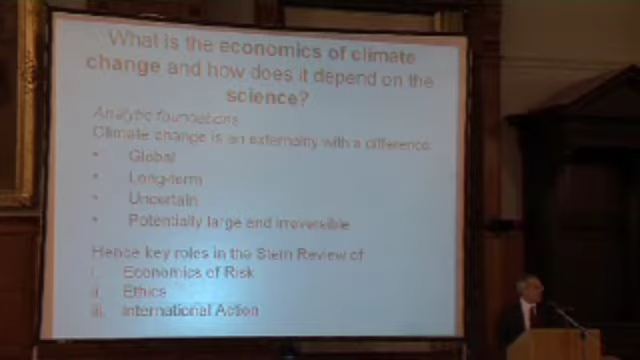 What is the economics of climate
change and how does it depend on the
science?
Analytic foundations
Climate change is an externality with a difference:
• Global
• Long-term
• Uncertain
• Potentially large and irreversible
Hence key roles in the Stern Review of
i. Economics of Risk
ii. Ethics
iii. International Action